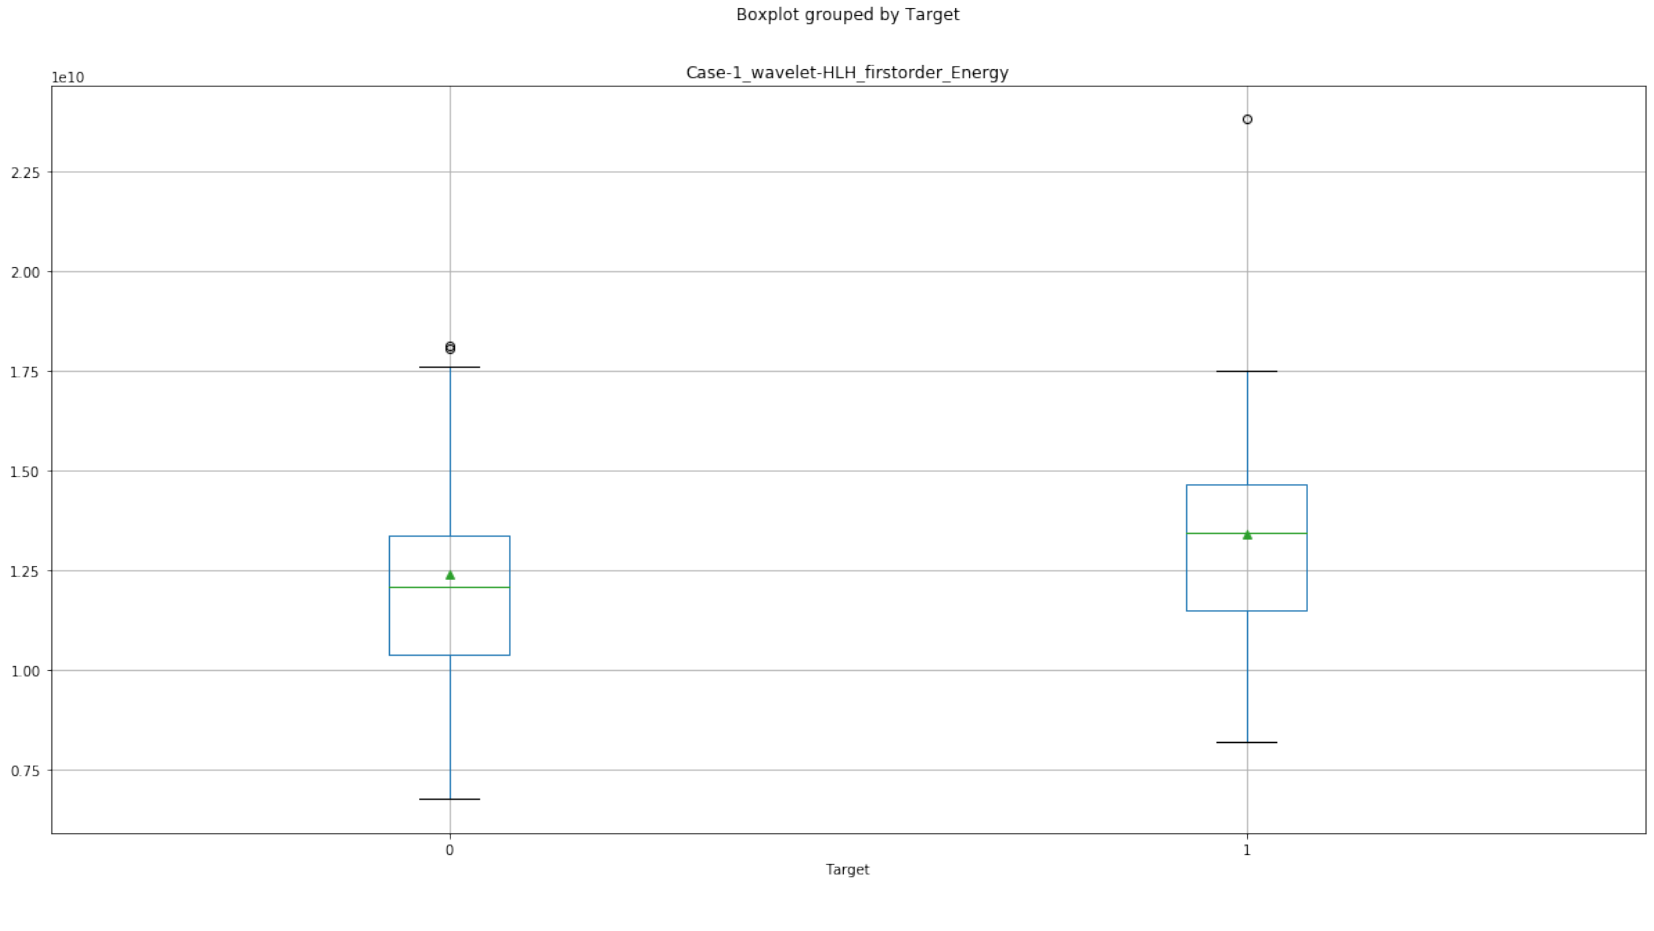 Boxplot grouped by Target
Case-1_wavelet-HLH_firstorder_Energy
1e10
2.25
2.00
1.75
1.50
1.25
1.00
0.75
0
1
Target